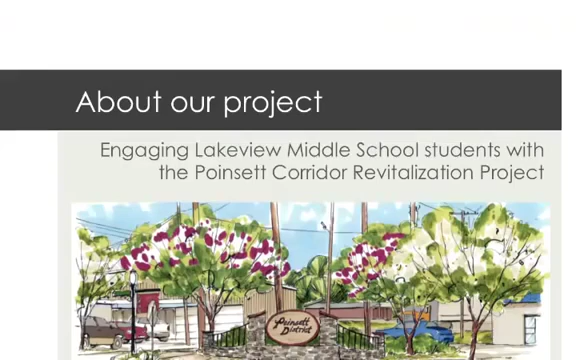 About our project
Engaging Lakeview Middle School students with
the Poinsett Corridor Revitalization Project
Poinsett
District